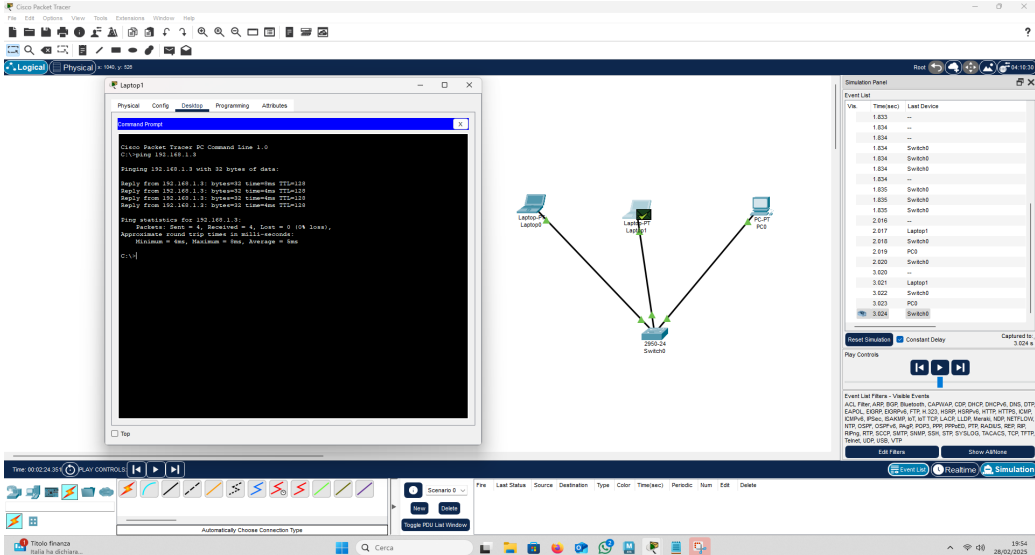 Cisco Packet Tracer
File Edit Options View Tools Extensions Window Help
Logical Physical x: 1040, y: 528
Root 04:10:30
Laptop1
Physical Config Desktop Programming Attributes
Command Prompt X
Cisco Packet Tracer PC Command Line 1.0
C:\>ping 192.168.1.3
Pinging 192.168.1.3 with 32 bytes of data:
Reply from 192.168.1.3: bytes=32 time=8ms TTL=128
Reply from 192.168.1.3: bytes=32 time=4ms TTL=128
Reply from 192.168.1.3: bytes=32 time=4ms TTL=128
Reply from 192.168.1.3: bytes=32 time=4ms TTL=128
Ping statistics for 192.168.1.3:
Packets: Sent = 4, Received = 4, Lost = 0 (0% loss),
Approximate round trip times in milli-seconds:
Minimum = 4ms, Maximum = 8ms, Average = 5ms
C:\>
Top
Laptop-PT
Laptop0
Laptop-PT
Laptop1
PC-PT
PC0
2950-24
Switch0
Simulation Panel
Event List
Vis. Time(sec) Last Device
1.833 --
1.834 --
1.834 --
1.834 Switch0
1.834 Switch0
1.834 --
1.835 Switch0
1.835 Switch0
1.835 Switch0
2.016 --
2.017 Laptop1
2.018 Switch0
2.019 PC0
2.020 Switch0
3.020 --
3.021 Laptop1
3.022 Switch0
3.023 PC0
3.024 Switch0
Reset Simulation Constant Delay
Captured to:
3.024 s
Play Controls
Event List Filters - Visible Events
ACL Filter, ARP, BGP, Bluetooth, CAPWAP, CDP, DHCP, DHCPv6, DNS, DTP,
EAPOL, EIGRP, EIGRPv6, FTP, H.323, HSRP, HSRPv6, HTTP, HTTPS, ICMP,
ICMPv6, IPSec, ISAKMP, IoT, IoT TCP, LACP, LLDP, Meraki, NDP, NETFLOW,
NTP, OSPF, OSPFv6, PAgP, POP3, PPP, PPPoED, PTP, RADIUS, REP, RIP,
RIPng, RTP, SCCP, SMTP, SNMP, SSH, STP, SYSLOG, TACACS, TCP, TFTP,
Telnet, UDP, USB, VTP
Edit Filters Show All/None
Time: 00:02:24.351 PLAY CONTROLS:
Event List Realtime Simulation
Scenario 0
New Delete
Toggle PDU List Window
Fire Last Status Source Destination Type Color Time(sec) Periodic Num Edit Delete
Automatically Choose Connection Type
Titolo finanza
Italia ha dichiara...
Cerca
19:54
28/02/2025